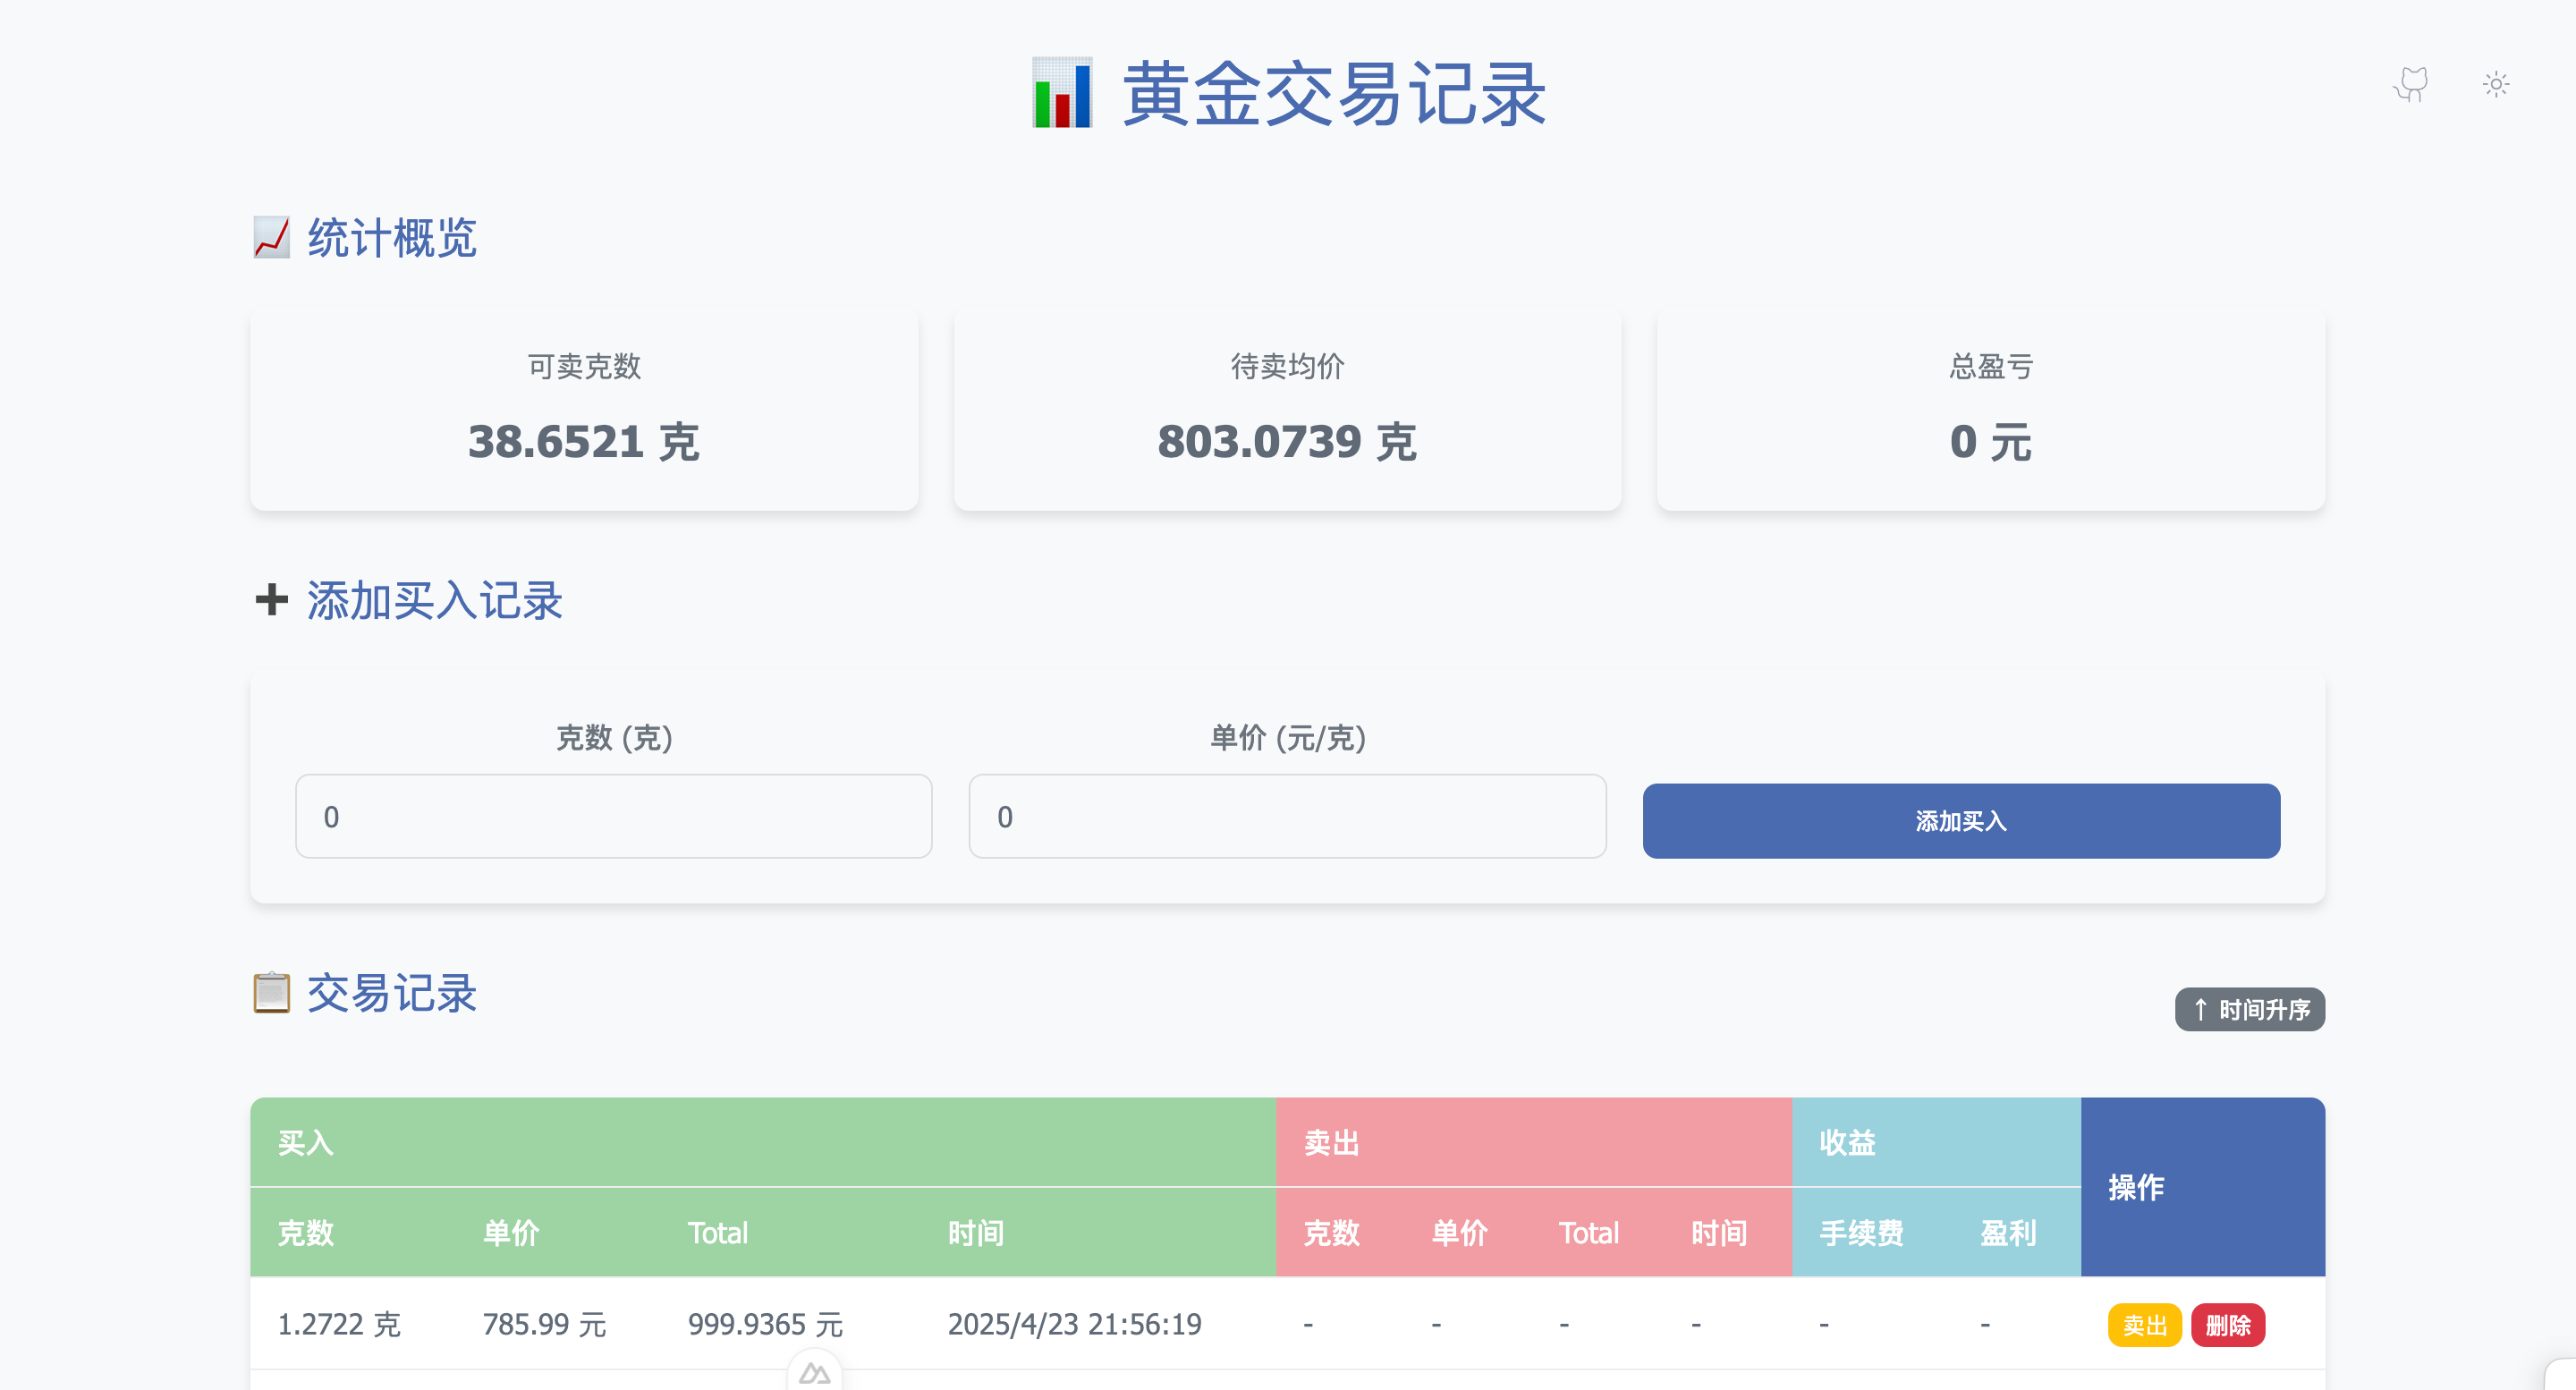 📊 黄金交易记录
📈 统计概览
可卖克数
38.6521 克
待卖均价
803.0739 克
总盈亏
0 元
➕ 添加买入记录
克数 (克)
0
单价 (元/克)
0
添加买入
📋 交易记录
↑ 时间升序
买入 卖出 收益 操作
克数 单价 Total 时间 克数 单价 Total 时间 手续费 盈利
1.2722 克 785.99 元 999.9365 元 2025/4/23 21:56:19 - - - - - - 卖出 删除